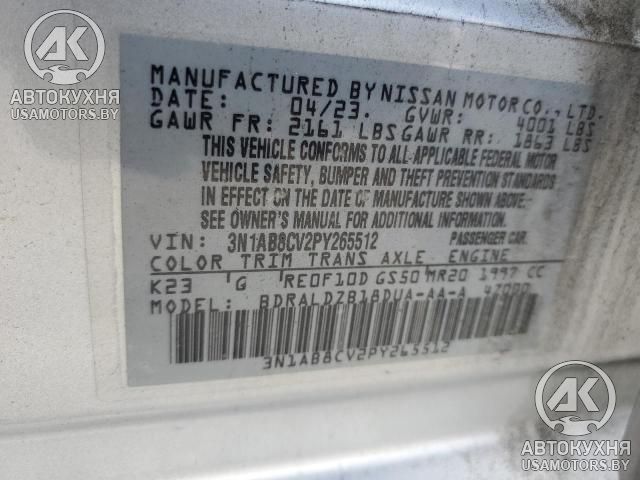 AK
АВТОКУХНЯ
USAMOTORS.BY
MANUFACTURED BY NISSAN MOTOR CO., LTD.
DATE: 04/23. GVWR: 4001 LBS
GAWR FR: 2161 LBS GAWR RR: 1863 LBS
THIS VEHICLE CONFORMS TO ALL APPLICABLE FEDERAL MOTOR
VEHICLE SAFETY, BUMPER AND THEFT PREVENTION STANDARDS
IN EFFECT ON THE DATE OF MANUFACTURE SHOWN ABOVE.
SEE OWNER'S MANUAL FOR ADDITIONAL INFORMATION.
VIN: 3N1AB8CV2PY265512 PASSENGER CAR.
COLOR TRIM TRANS AXLE ENGINE
K23 G RE0F10D GS50 MR20 1997 CC
MODEL: BDRALDZB18DUA-AA-A 47000
3N1AB8CV2PY265512
AK
АВТОКУХНЯ
USAMOTORS.BY